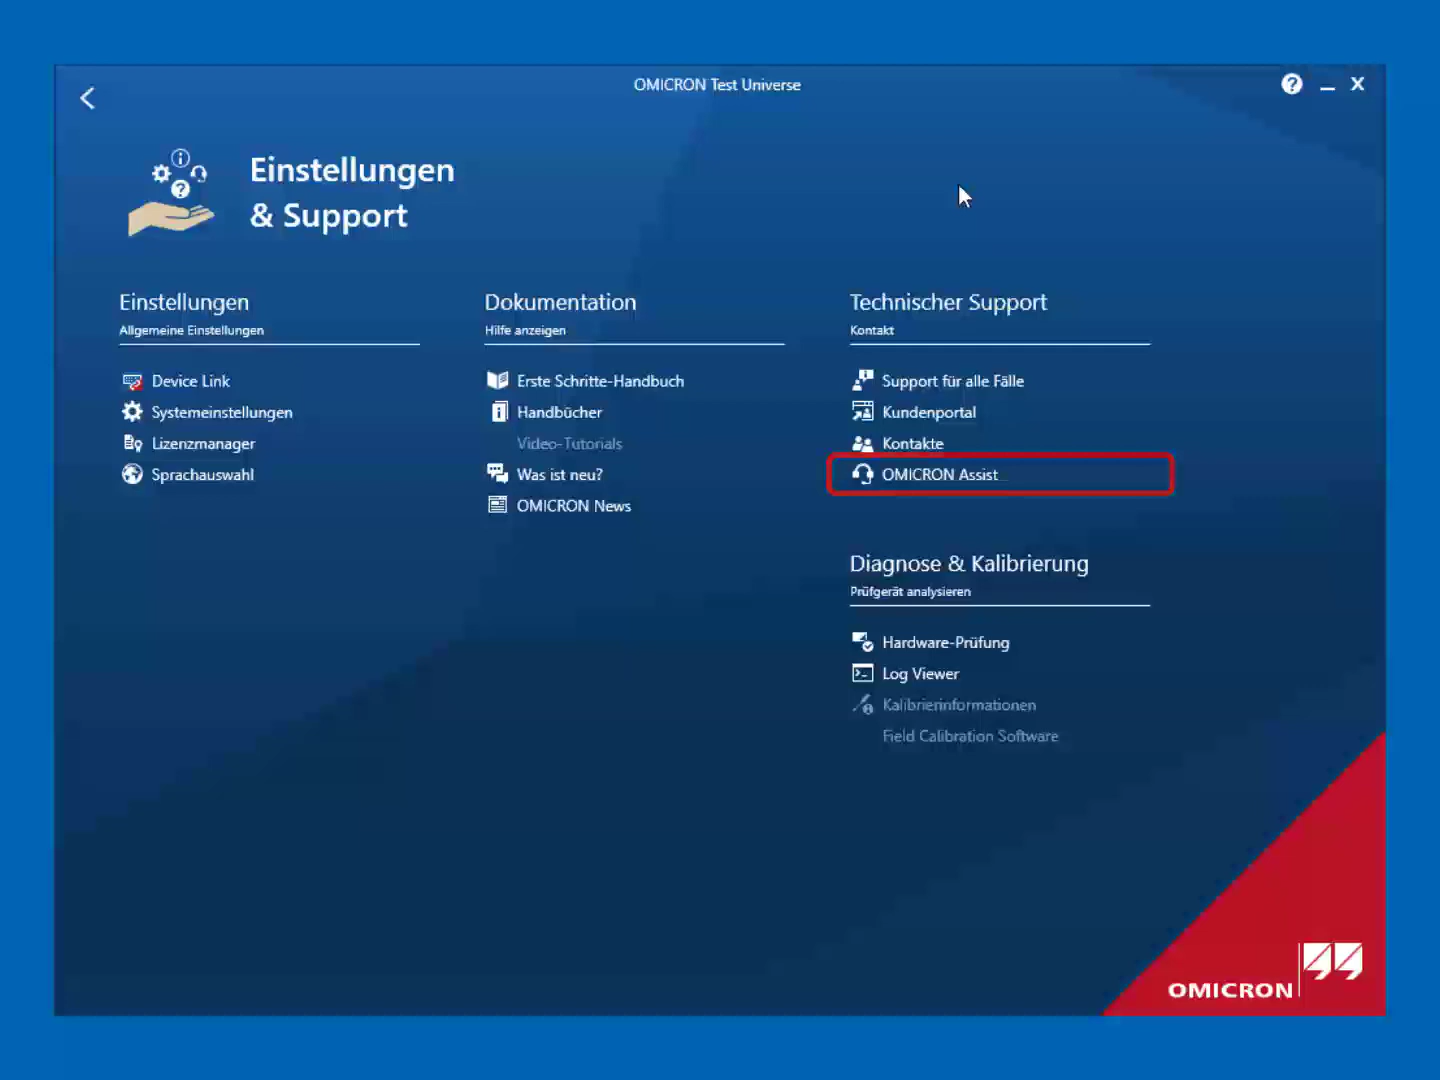 OMICRON Test Universe
Einstellungen
& Support
Einstellungen
Allgemeine Einstellungen
Device Link
Systemeinstellungen
Lizenzmanager
Sprachauswahl
Dokumentation
Hilfe anzeigen
Erste Schritte-Handbuch
Handbücher
Video-Tutorials
Was ist neu?
OMICRON News
Technischer Support
Kontakt
Support für alle Fälle
Kundenportal
Kontakte
OMICRON Assist
Diagnose & Kalibrierung
Prüfgerät analysieren
Hardware-Prüfung
Log Viewer
Kalibrierinformationen
Field Calibration Software
OMICRON